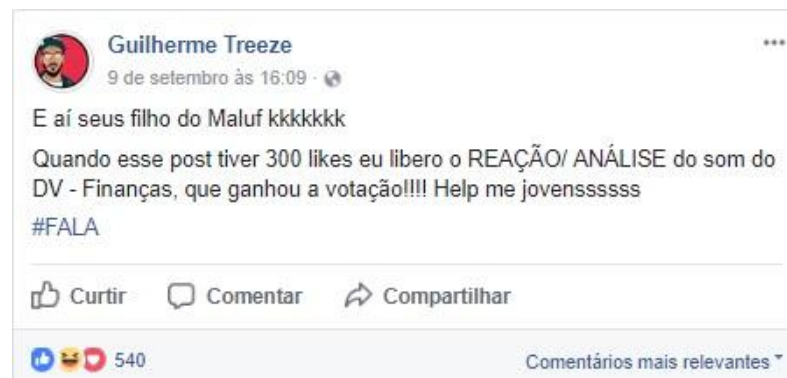 Guilherme Treeze
9 de setembro às 16:09 ·
E aí seus filho do Maluf kkkkkkk
Quando esse post tiver 300 likes eu libero o REAÇÃO/ ANÁLISE do som do
DV - Finanças, que ganhou a votação!!!! Help me jovenssssss
#FALA
Curtir Comentar Compartilhar
540 Comentários mais relevantes